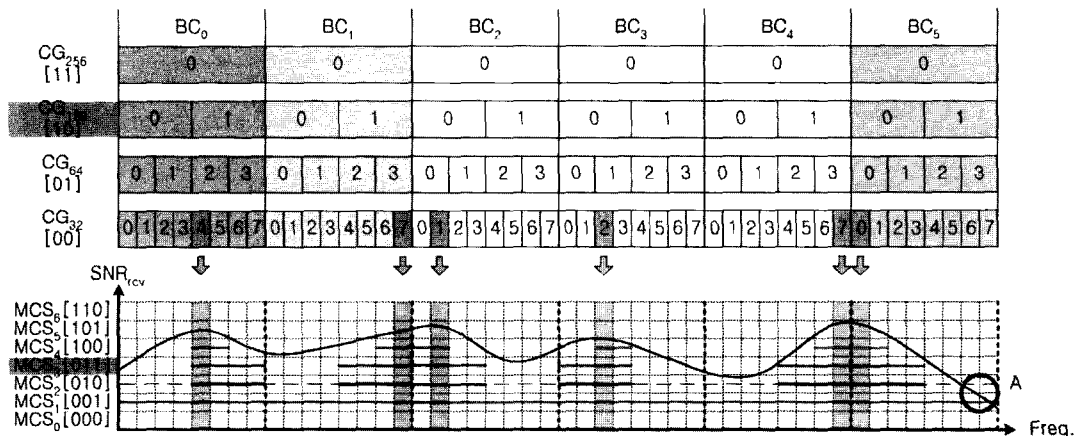 BC₀ BC₁ BC₂ BC₃ BC₄ BC₅
CG₂₅₆ 0 0 0 0 0 0
[11]
0 1 0 1 0 1 0 1 0 1 0 1
[10]
CG₆₄ 0 1 2 3 0 1 2 3 0 1 2 3 0 1 2 3 0 1 2 3 0 1 2 3
[01]
CG₃₂ 0 1 2 3 4 5 6 7 0 1 2 3 4 5 6 7 0 1 2 3 4 5 6 7 0 1 2 3 4 5 6 7 0 1 2 3 4 5 6 7 0 1 2 3 4 5 6 7
[00]
SNRrcv
MCS₆[110]
MCS₅[101]
MCS₄[100]
MCS₃[011]
MCS₂[010]
MCS₁[001]
MCS₀[000]
A
Freq.